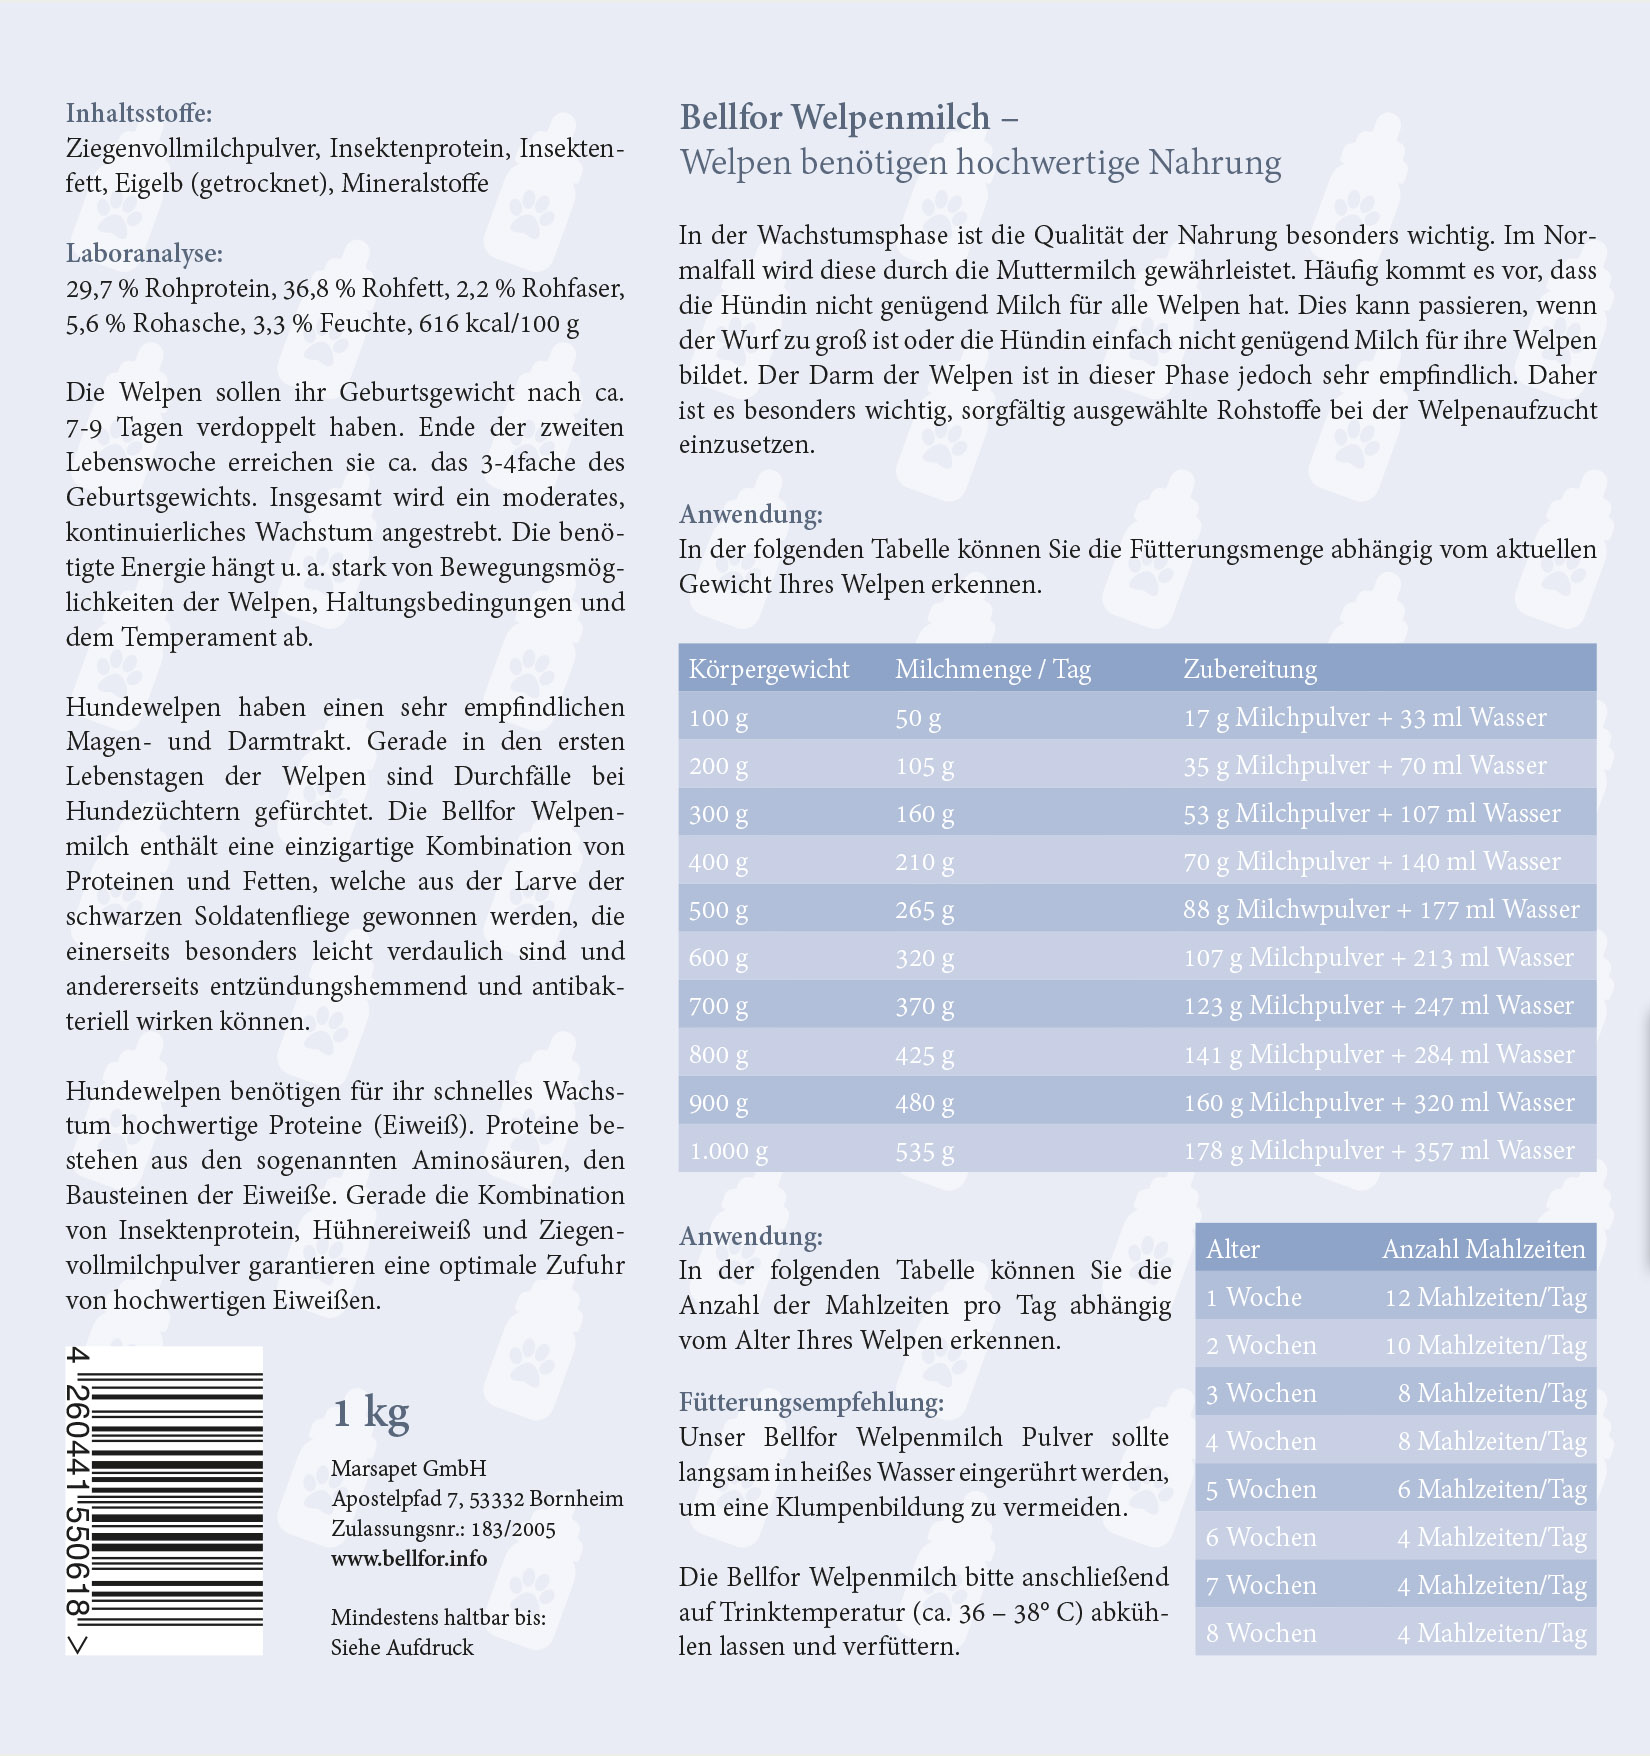 Inhaltsstoffe:
Ziegenvollmilchpulver, Insektenprotein, Insekten-
fett, Eigelb (getrocknet), Mineralstoffe
Laboranalyse:
29,7 % Rohprotein, 36,8 % Rohfett, 2,2 % Rohfaser,
5,6 % Rohasche, 3,3 % Feuchte, 616 kcal/100 g
Die Welpen sollen ihr Geburtsgewicht nach ca.
7-9 Tagen verdoppelt haben. Ende der zweiten
Lebenswoche erreichen sie ca. das 3-4fache des
Geburtsgewichts. Insgesamt wird ein moderates,
kontinuierliches Wachstum angestrebt. Die benö-
tigte Energie hängt u. a. stark von Bewegungsmög-
lichkeiten der Welpen, Haltungsbedingungen und
dem Temperament ab.
Hundewelpen haben einen sehr empfindlichen
Magen- und Darmtrakt. Gerade in den ersten
Lebenstagen der Welpen sind Durchfälle bei
Hundezüchtern gefürchtet. Die Bellfor Welpen-
milch enthält eine einzigartige Kombination von
Proteinen und Fetten, welche aus der Larve der
schwarzen Soldatenfliege gewonnen werden, die
einerseits besonders leicht verdaulich sind und
andererseits entzündungshemmend und antibak-
teriell wirken können.
Hundewelpen benötigen für ihr schnelles Wachs-
tum hochwertige Proteine (Eiweiß). Proteine be-
stehen aus den sogenannten Aminosäuren, den
Bausteinen der Eiweiße. Gerade die Kombination
von Insektenprotein, Hühnereiweiß und Ziegen-
vollmilchpulver garantieren eine optimale Zufuhr
von hochwertigen Eiweißen.
4 260441 550618 >
1 kg
Marsapet GmbH
Apostelpfad 7, 53332 Bornheim
Zulassungsnr.: 183/2005
www.bellfor.info
Mindestens haltbar bis:
Siehe Aufdruck
Bellfor Welpenmilch –
Welpen benötigen hochwertige Nahrung
In der Wachstumsphase ist die Qualität der Nahrung besonders wichtig. Im Nor-
malfall wird diese durch die Muttermilch gewährleistet. Häufig kommt es vor, dass
die Hündin nicht genügend Milch für alle Welpen hat. Dies kann passieren, wenn
der Wurf zu groß ist oder die Hündin einfach nicht genügend Milch für ihre Welpen
bildet. Der Darm der Welpen ist in dieser Phase jedoch sehr empfindlich. Daher
ist es besonders wichtig, sorgfältig ausgewählte Rohstoffe bei der Welpenaufzucht
einzusetzen.
Anwendung:
In der folgenden Tabelle können Sie die Fütterungsmenge abhängig vom aktuellen
Gewicht Ihres Welpen erkennen.
Körpergewicht Milchmenge / Tag Zubereitung
100 g 50 g 17 g Milchpulver + 33 ml Wasser
200 g 105 g 35 g Milchpulver + 70 ml Wasser
300 g 160 g 53 g Milchpulver + 107 ml Wasser
400 g 210 g 70 g Milchpulver + 140 ml Wasser
500 g 265 g 88 g Milchwpulver + 177 ml Wasser
600 g 320 g 107 g Milchpulver + 213 ml Wasser
700 g 370 g 123 g Milchpulver + 247 ml Wasser
800 g 425 g 141 g Milchpulver + 284 ml Wasser
900 g 480 g 160 g Milchpulver + 320 ml Wasser
1.000 g 535 g 178 g Milchpulver + 357 ml Wasser
Anwendung:
In der folgenden Tabelle können Sie die
Anzahl der Mahlzeiten pro Tag abhängig
vom Alter Ihres Welpen erkennen.
Fütterungsempfehlung:
Unser Bellfor Welpenmilch Pulver sollte
langsam in heißes Wasser eingerührt werden,
um eine Klumpenbildung zu vermeiden.
Die Bellfor Welpenmilch bitte anschließend
auf Trinktemperatur (ca. 36 – 38° C) abküh-
len lassen und verfüttern.
Alter Anzahl Mahlzeiten
1 Woche 12 Mahlzeiten/Tag
2 Wochen 10 Mahlzeiten/Tag
3 Wochen 8 Mahlzeiten/Tag
4 Wochen 8 Mahlzeiten/Tag
5 Wochen 6 Mahlzeiten/Tag
6 Wochen 4 Mahlzeiten/Tag
7 Wochen 4 Mahlzeiten/Tag
8 Wochen 4 Mahlzeiten/Tag